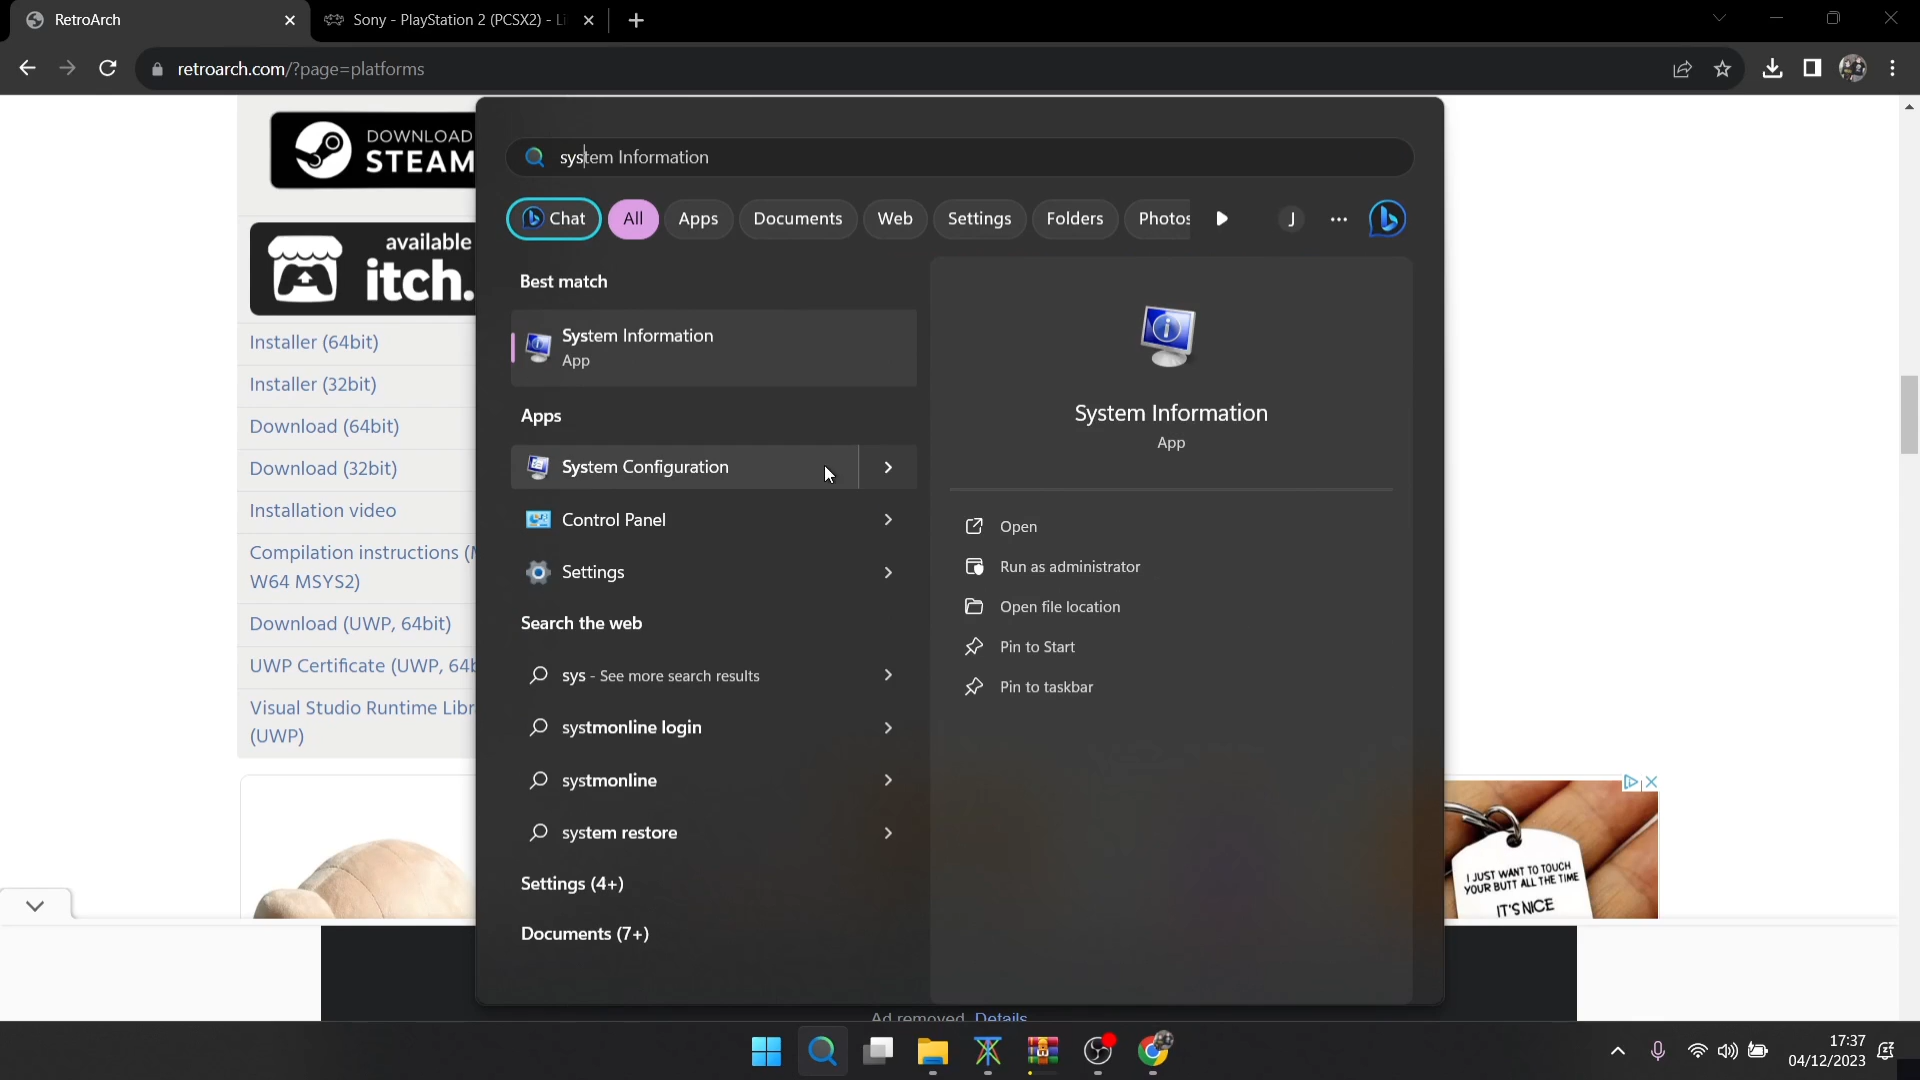 RetroArch
Sony - PlayStation 2 (PCSX2) - Li
retroarch.com/?page=platforms
DOWNLOAD
STEAM
available
itch.
Installer (64bit)
Installer (32bit)
Download (64bit)
Download (32bit)
Installation video
Compilation instructions (M
W64 MSYS2)
Download (UWP, 64bit)
UWP Certificate (UWP, 64b
Visual Studio Runtime Libr
(UWP)
system Information
Chat
All
Apps
Documents
Web
Settings
Folders
Photos
J
Best match
System Information
App
Apps
System Configuration
Control Panel
Settings
Search the web
sys - See more search results
systmonline login
systmonline
system restore
Settings (4+)
Documents (7+)
System Information
App
Open
Run as administrator
Open file location
Pin to Start
Pin to taskbar
I JUST WANT TO TOUCH
YOUR BUTT ALL THE TIME
IT'S NICE
Ad removed. Details
17:37
04/12/2023